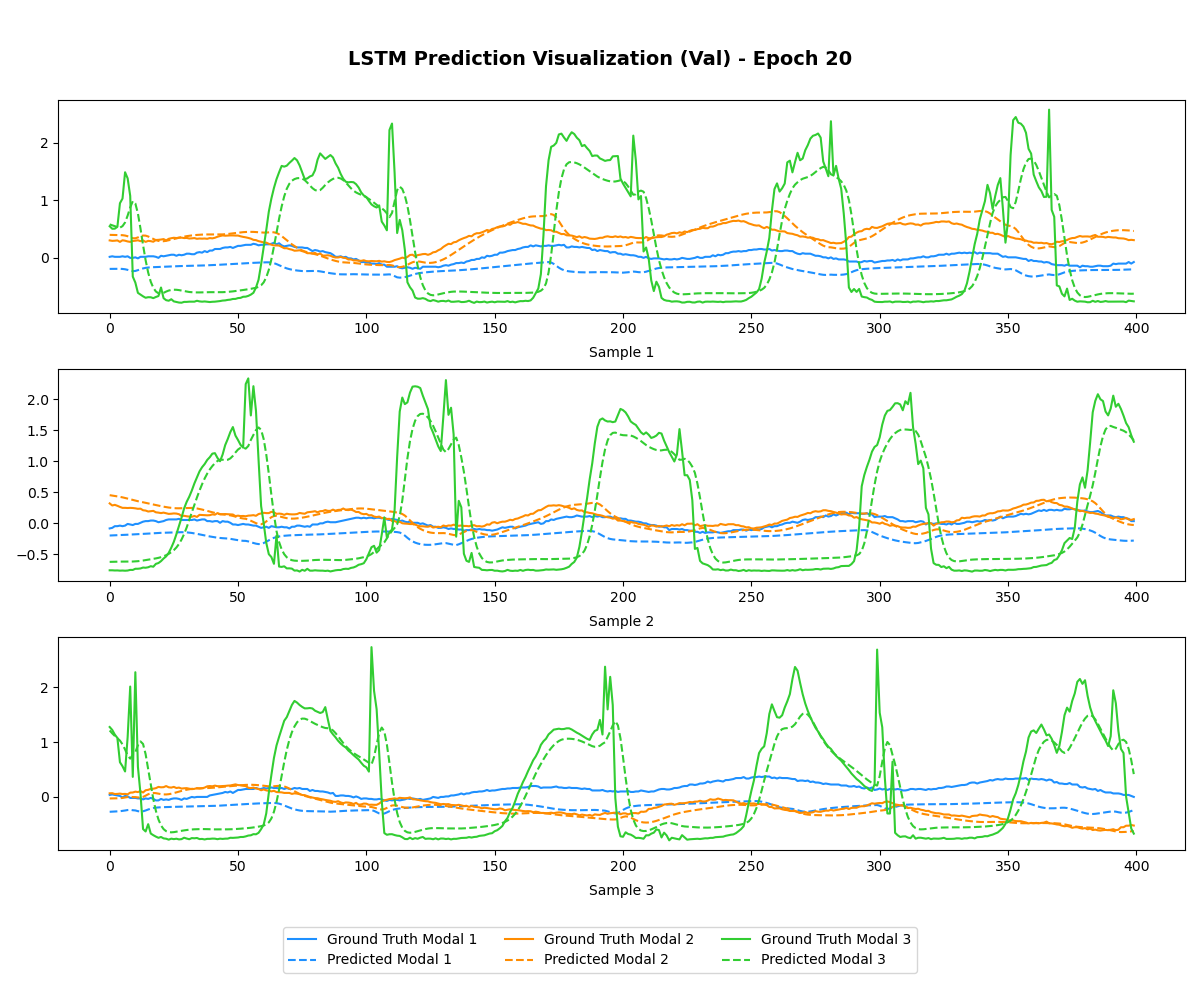 LSTM Prediction Visualization (Val) - Epoch 20
2
1
0
0 50 100 150 200 250 300 350 400
Sample 1
2.0
1.5
1.0
0.5
0.0
−0.5
0 50 100 150 200 250 300 350 400
Sample 2
2
1
0
0 50 100 150 200 250 300 350 400
Sample 3
Ground Truth Modal 1 Ground Truth Modal 2 Ground Truth Modal 3
Predicted Modal 1 Predicted Modal 2 Predicted Modal 3